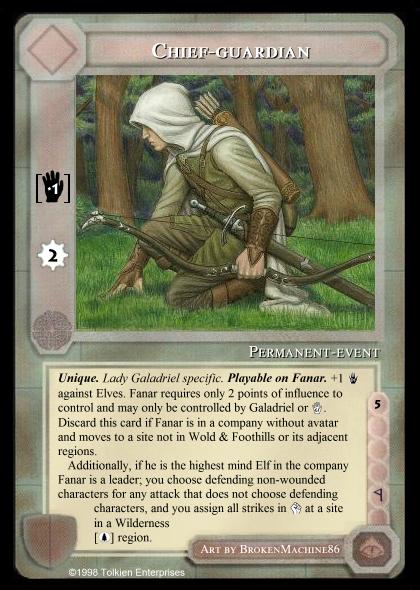 CHIEF-GUARDIAN
[1]
2
PERMANENT-EVENT
Unique. Lady Galadriel specific. Playable on Fanar. +1
against Elves. Fanar requires only 2 points of influence to
control and may only be controlled by Galadriel or .
Discard this card if Fanar is in a company without avatar
and moves to a site not in Wold & Foothills or its adjacent
regions.
Additionally, if he is the highest mind Elf in the company
Fanar is a leader; you choose defending non-wounded
characters for any attack that does not choose defending
characters, and you assign all strikes in at a site
in a Wilderness
[ ] region.
5
ART BY BROKENMACHINE86
©1998 Tolkien Enterprises